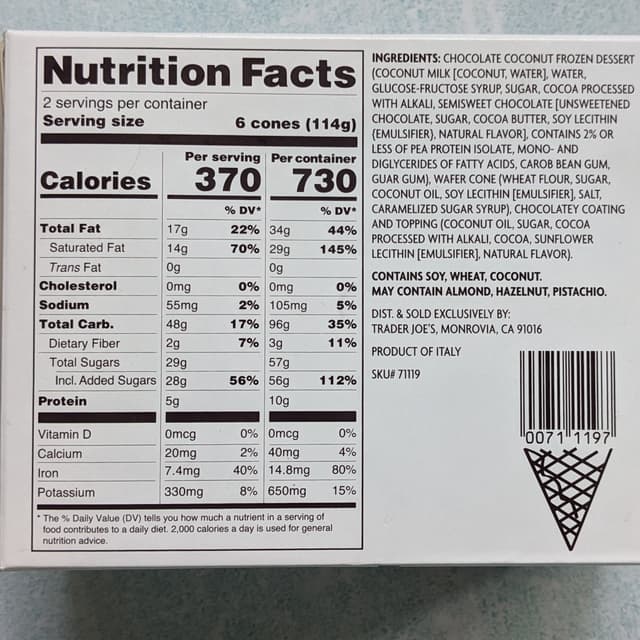 Nutrition Facts
2 servings per container
Serving size 6 cones (114g)
Per serving Per container
Calories 370 730
% DV* % DV*
Total Fat 17g 22% 34g 44%
Saturated Fat 14g 70% 29g 145%
Trans Fat 0g 0g
Cholesterol 0mg 0% 0mg 0%
Sodium 55mg 2% 105mg 5%
Total Carb. 48g 17% 96g 35%
Dietary Fiber 2g 7% 3g 11%
Total Sugars 29g 57g
Incl. Added Sugars 28g 56% 56g 112%
Protein 5g 10g
Vitamin D 0mcg 0% 0mcg 0%
Calcium 20mg 2% 40mg 4%
Iron 7.4mg 40% 14.8mg 80%
Potassium 330mg 8% 650mg 15%
* The % Daily Value (DV) tells you how much a nutrient in a serving of
food contributes to a daily diet. 2,000 calories a day is used for general
nutrition advice.
INGREDIENTS: CHOCOLATE COCONUT FROZEN DESSERT
(COCONUT MILK [COCONUT, WATER], WATER,
GLUCOSE-FRUCTOSE SYRUP, SUGAR, COCOA PROCESSED
WITH ALKALI, SEMISWEET CHOCOLATE [UNSWEETENED
CHOCOLATE, SUGAR, COCOA BUTTER, SOY LECITHIN
{EMULSIFIER}, NATURAL FLAVOR], CONTAINS 2% OR
LESS OF PEA PROTEIN ISOLATE, MONO- AND
DIGLYCERIDES OF FATTY ACIDS, CAROB BEAN GUM,
GUAR GUM), WAFER CONE (WHEAT FLOUR, SUGAR,
COCONUT OIL, SOY LECITHIN [EMULSIFIER], SALT,
CARAMELIZED SUGAR SYRUP), CHOCOLATEY COATING
AND TOPPING (COCONUT OIL, SUGAR, COCOA
PROCESSED WITH ALKALI, COCOA, SUNFLOWER
LECITHIN [EMULSIFIER], NATURAL FLAVOR).
CONTAINS SOY, WHEAT, COCONUT.
MAY CONTAIN ALMOND, HAZELNUT, PISTACHIO.
DIST. & SOLD EXCLUSIVELY BY:
TRADER JOE'S, MONROVIA, CA 91016
PRODUCT OF ITALY
SKU# 71119
0071 1197